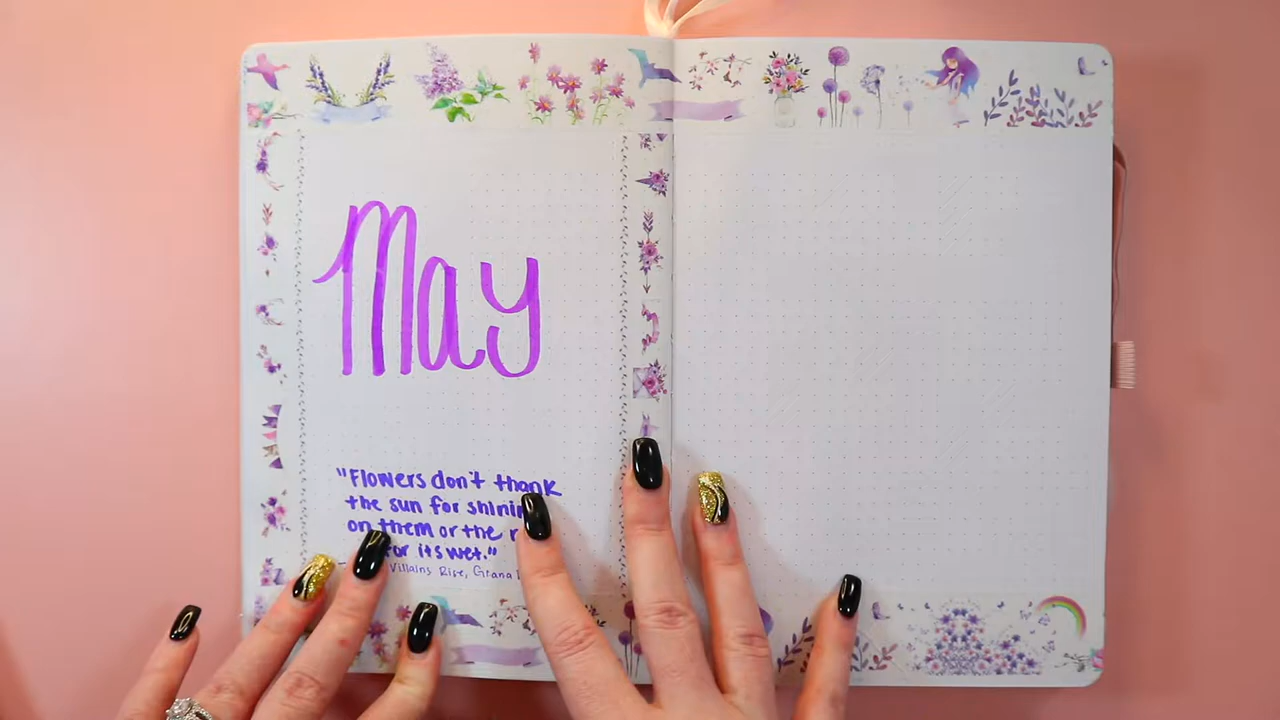 May
"Flowers don't thank
the sun for shinin
on them or the
for its wet."
Villains Rise, Grana